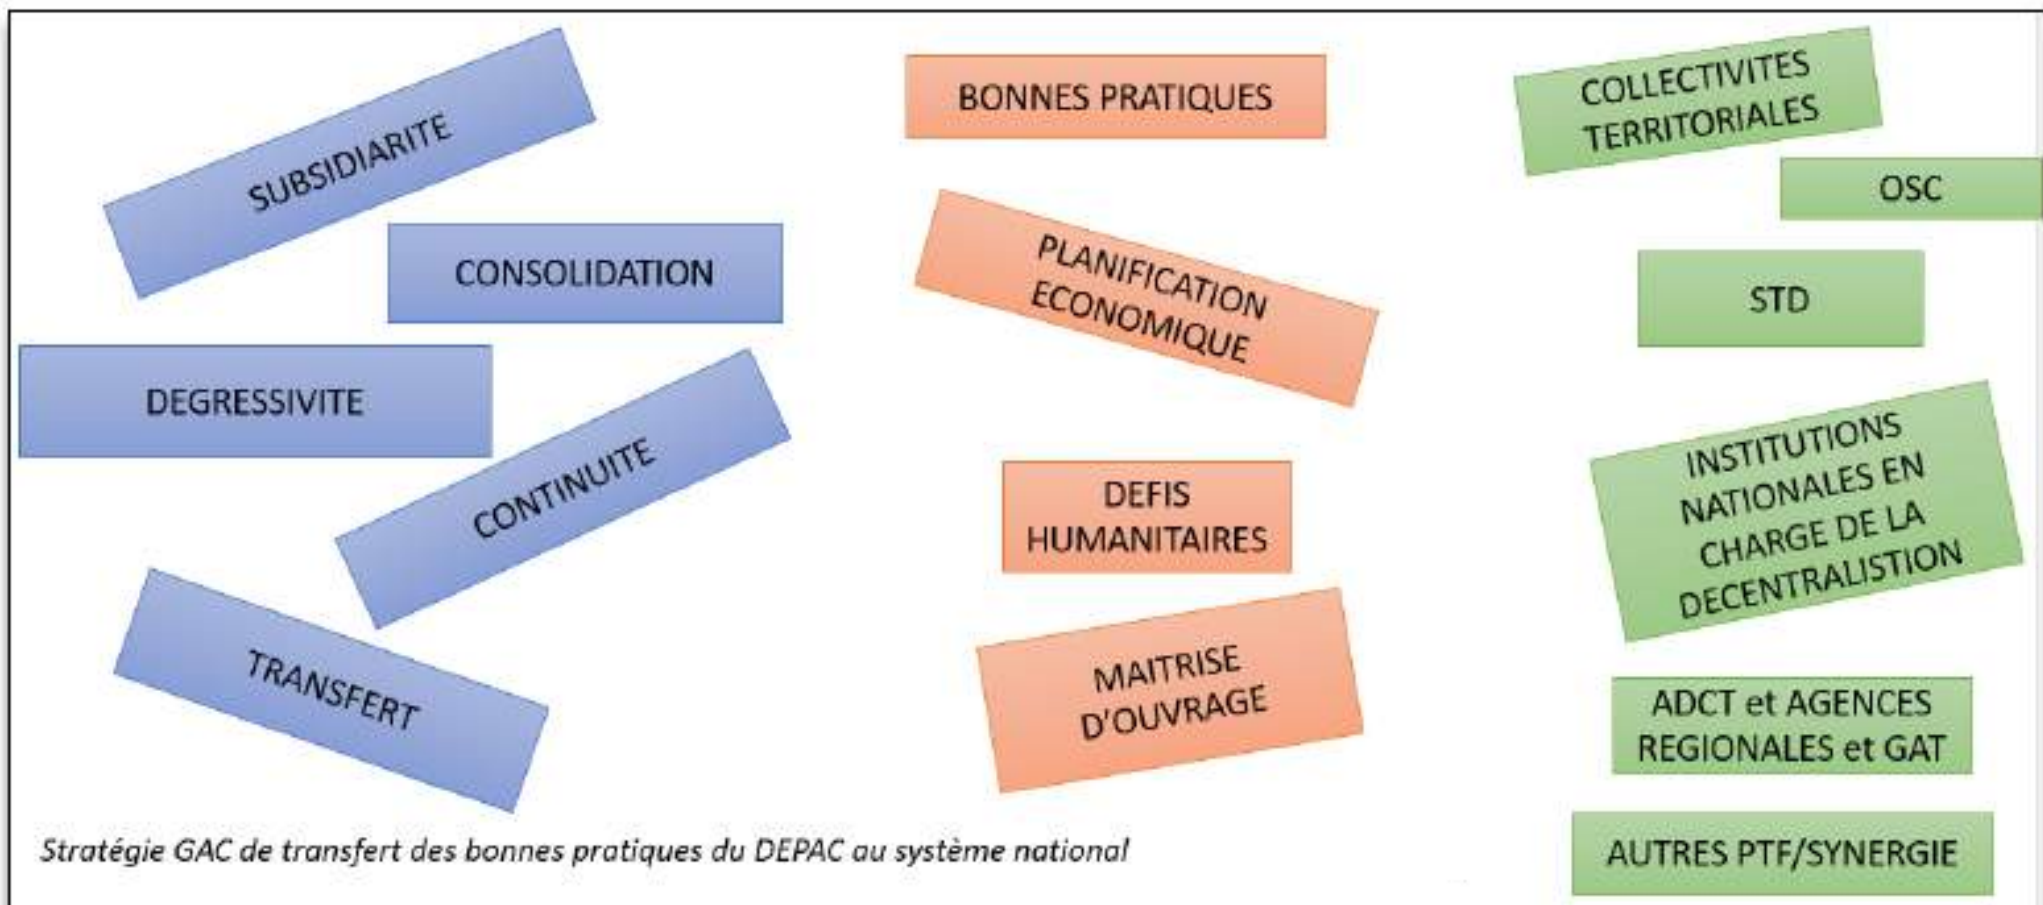 SUBSIDIARITE
CONSOLIDATION
DEGRESSIVITE
CONTINUITE
TRANSFERT
BONNES PRATIQUES
PLANIFICATION
ECONOMIQUE
DEFIS
HUMANITAIRES
MAITRISE
D'OUVRAGE
COLLECTIVITES
TERRITORIALES
OSC
STD
INSTITUTIONS
NATIONALES EN
CHARGE DE LA
DECENTRALISTION
ADCT et AGENCES
REGIONALES et GAT
AUTRES PTF/SYNERGIE
Stratégie GAC de transfert des bonnes pratiques du DEPAC au système national